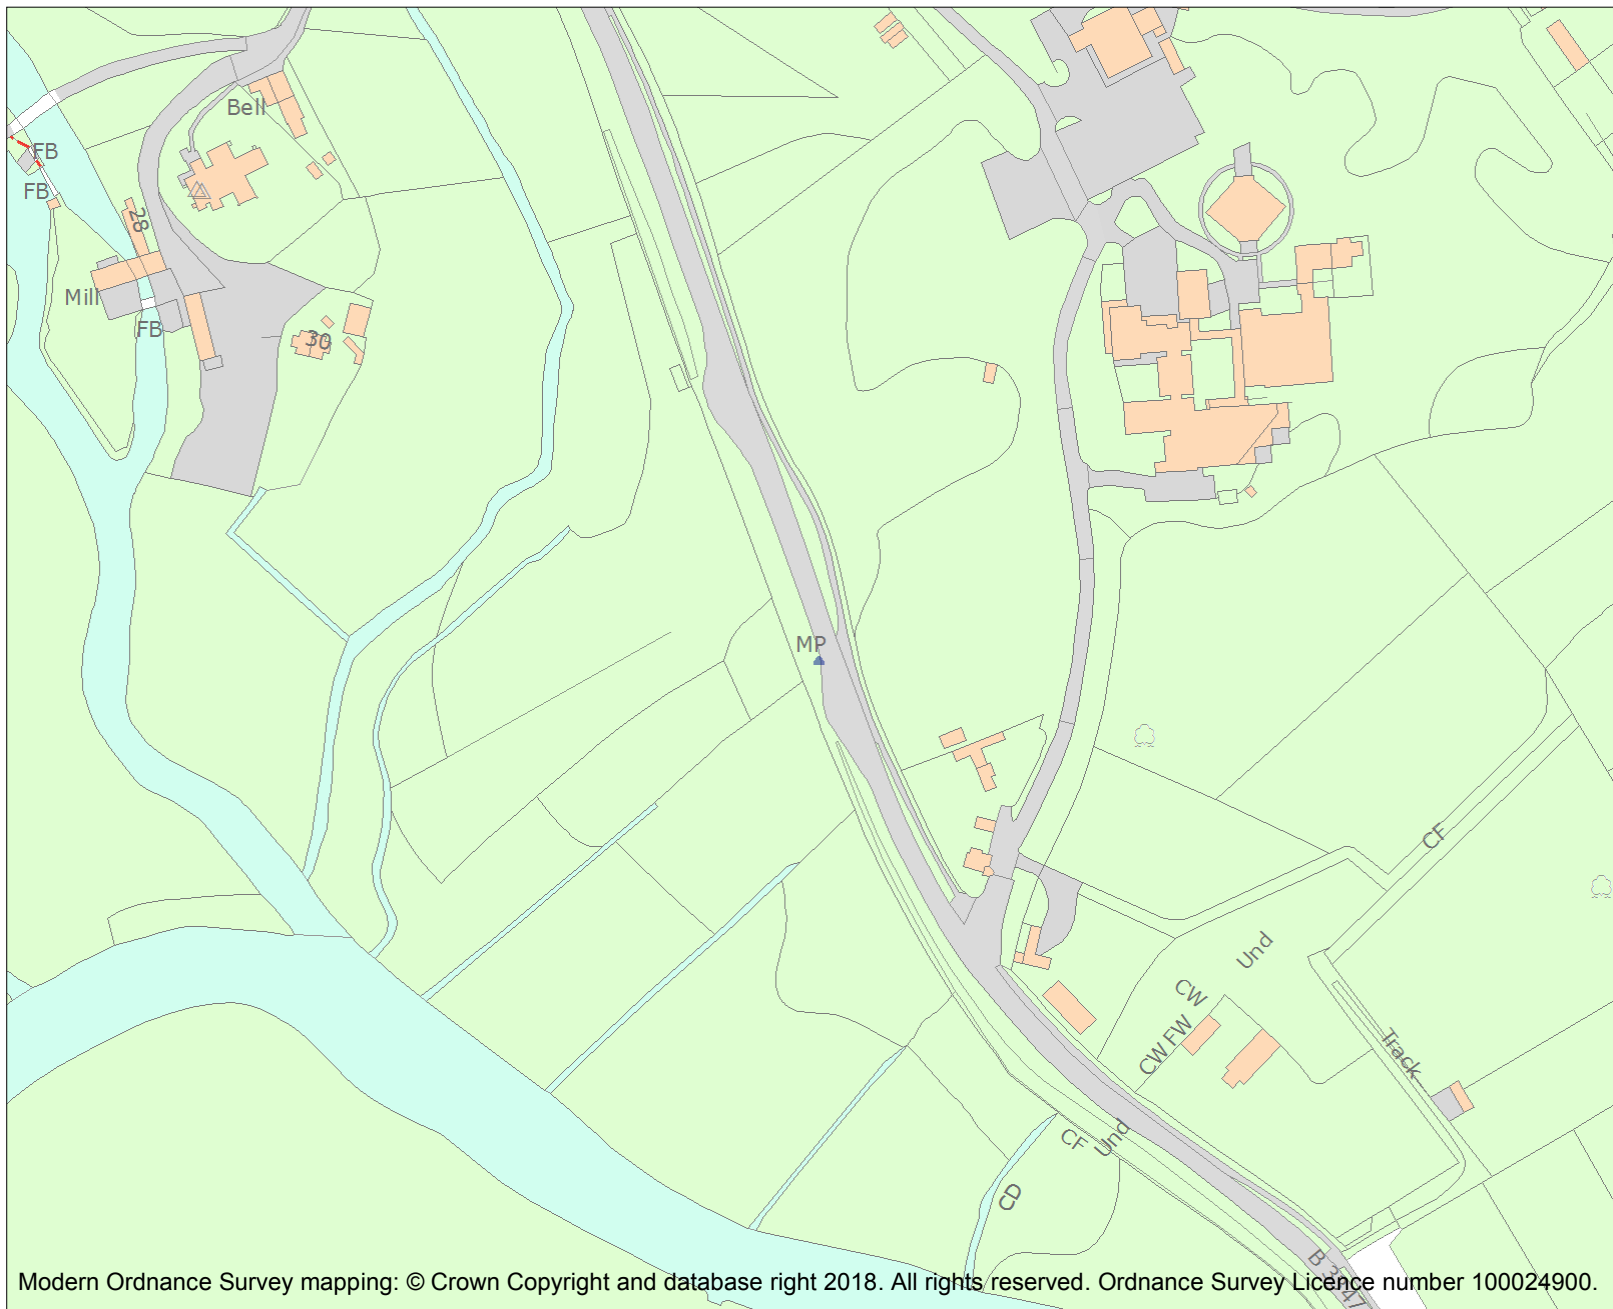 Bell
FB
FB
28
Mill
FB
30
MP
CF
Und
CW
CW FW
Track
CF
Und
CD
B 3347
Modern Ordnance Survey mapping: © Crown Copyright and database right 2018. All rights reserved. Ordnance Survey Licence number 100024900.